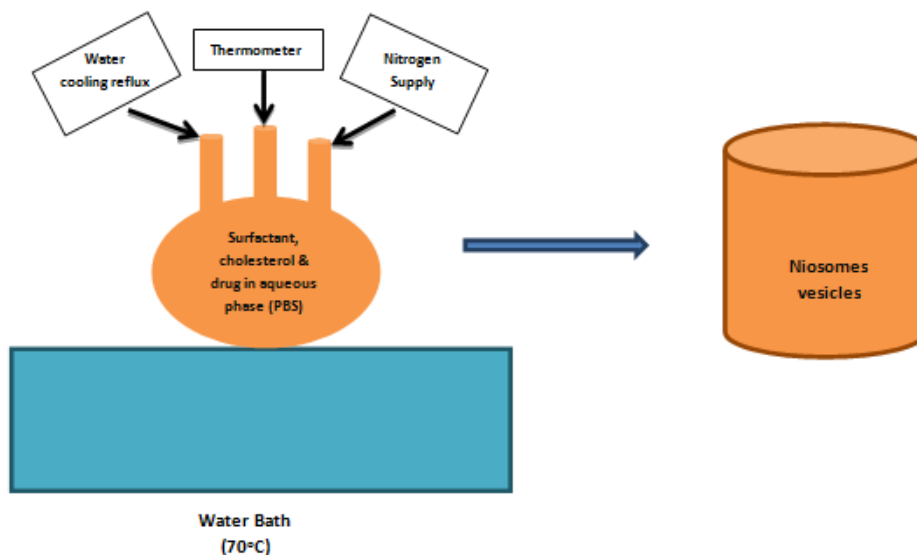 Water
cooling reflux
Thermometer
Nitrogen
Supply
Surfactant,
cholesterol &
drug in aqueous
phase (PBS)
Niosomes
vesicles
Water Bath
(70ºC)